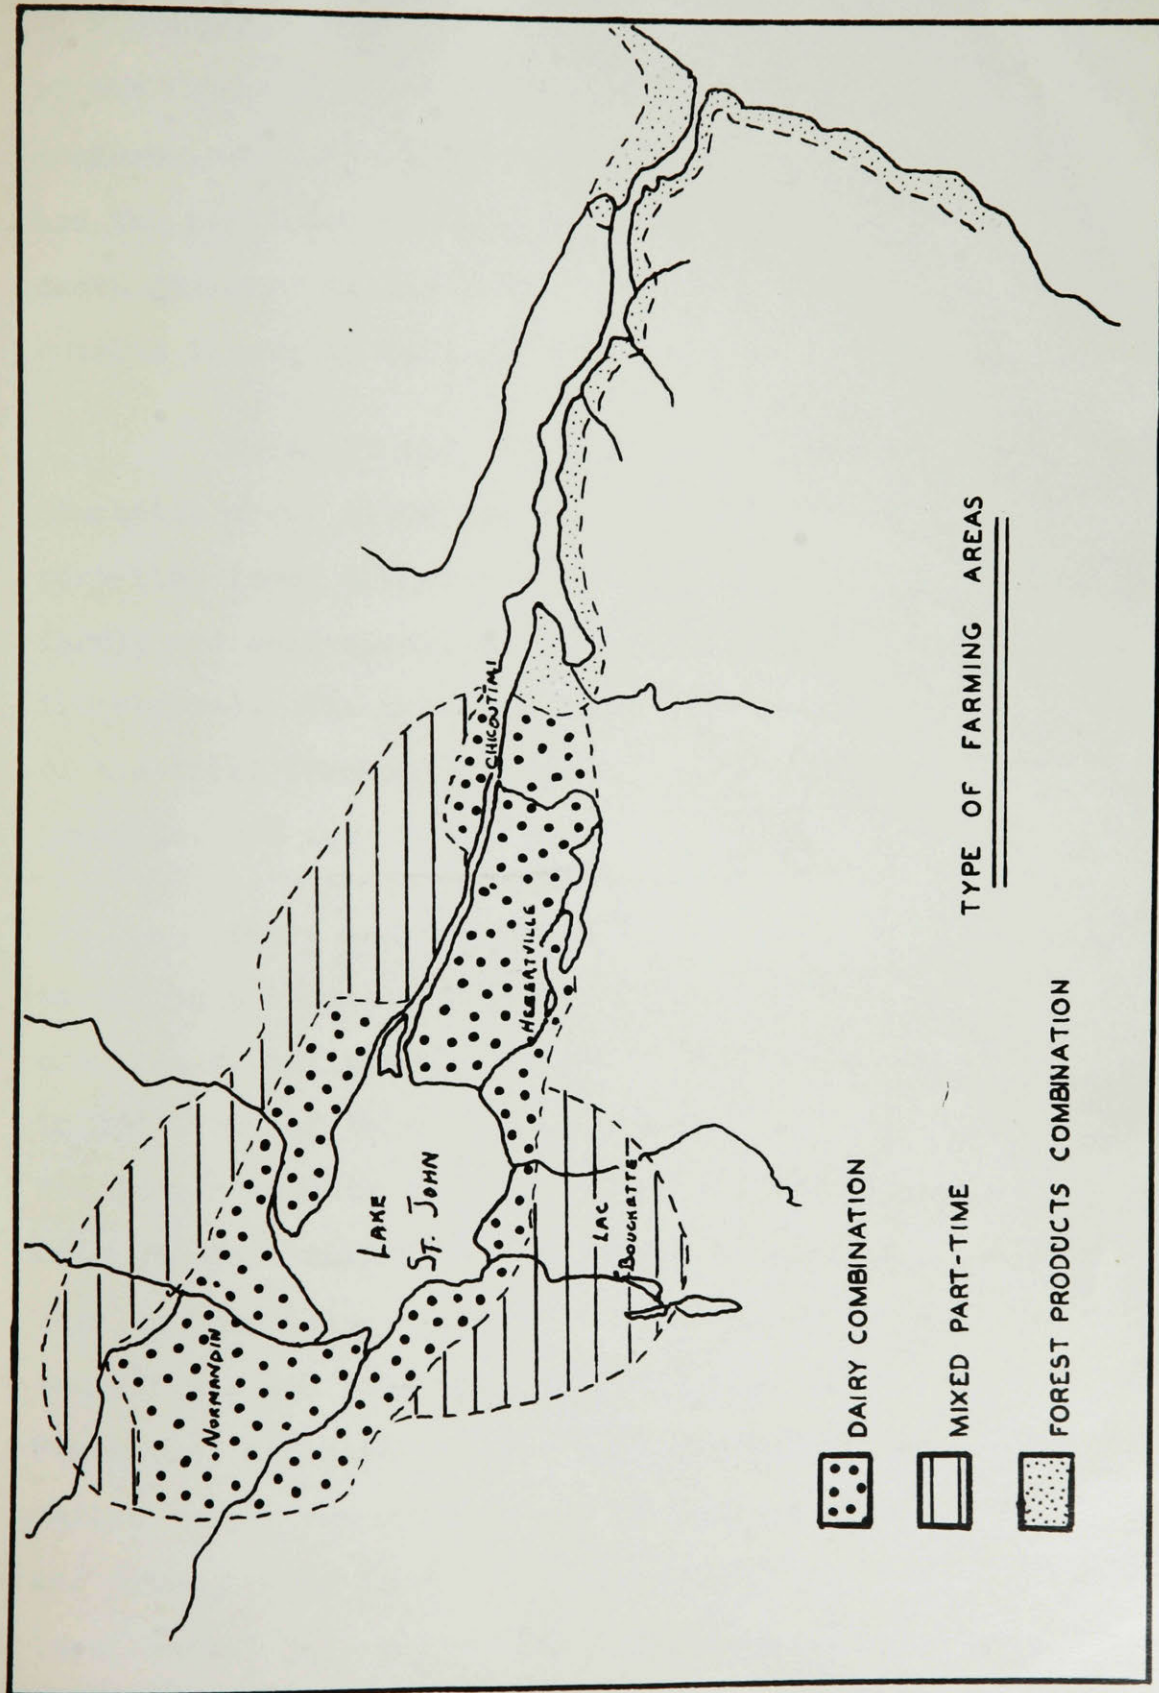 NORMANDIN
LAKE
ST. JOHN
LAC
BOUCHETTE
HEBERTVILLE
CHICOUTIMI
TYPE OF FARMING AREAS
DAIRY COMBINATION
MIXED PART-TIME
FOREST PRODUCTS COMBINATION